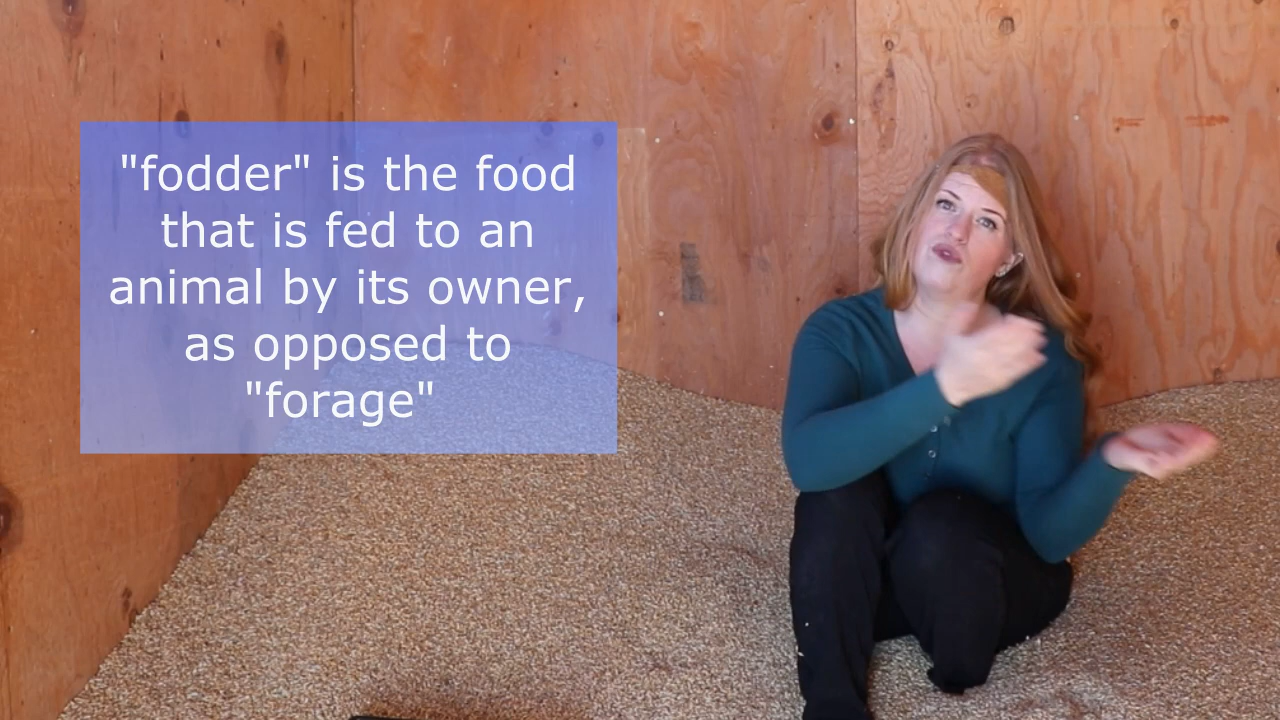 "fodder" is the food
that is fed to an
animal by its owner,
as opposed to
"forage"